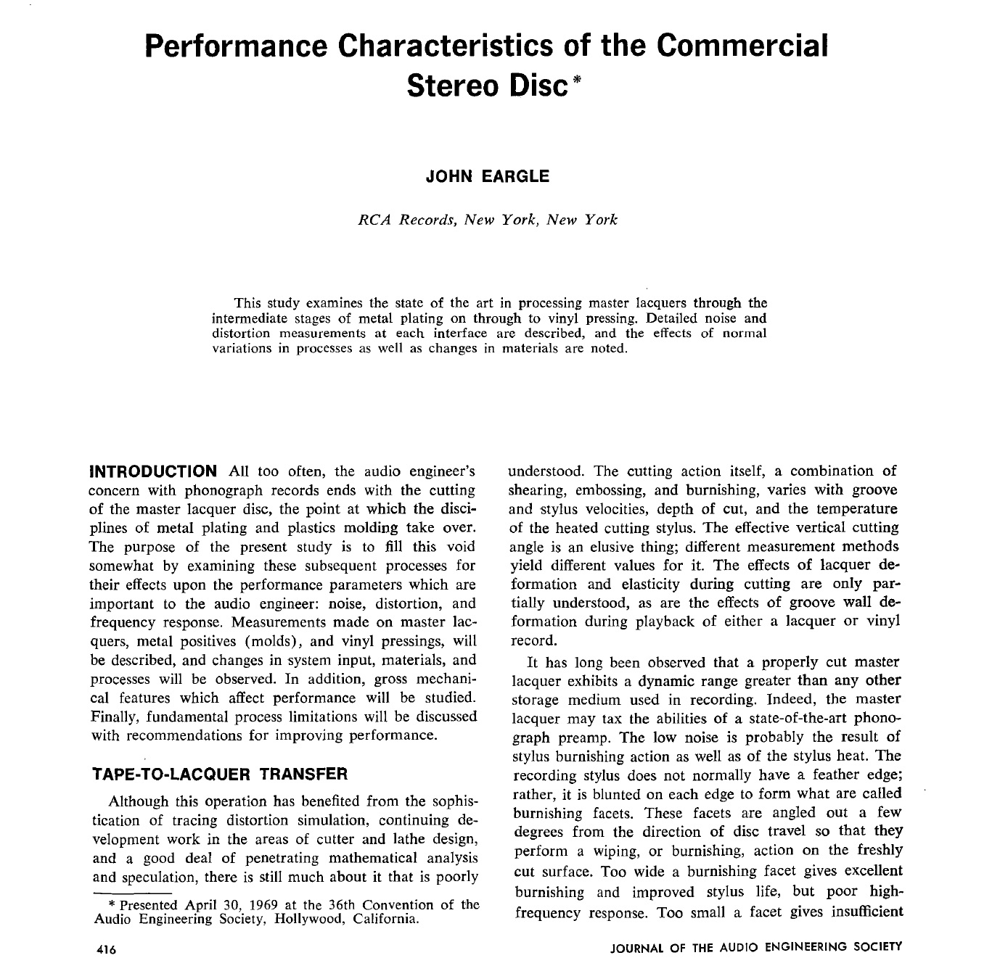 Performance Characteristics of the Commercial
Stereo Disc*
JOHN EARGLE
RCA Records, New York, New York
This study examines the state of the art in processing master lacquers through the
intermediate stages of metal plating on through to vinyl pressing. Detailed noise and
distortion measurements at each interface are described, and the effects of normal
variations in processes as well as changes in materials are noted.
INTRODUCTION All too often, the audio engineer's
concern with phonograph records ends with the cutting
of the master lacquer disc, the point at which the disci-
plines of metal plating and plastics molding take over.
The purpose of the present study is to fill this void
somewhat by examining these subsequent processes for
their effects upon the performance parameters which are
important to the audio engineer: noise, distortion, and
frequency response. Measurements made on master lac-
quers, metal positives (molds), and vinyl pressings, will
be described, and changes in system input, materials, and
processes will be observed. In addition, gross mechani-
cal features which affect performance will be studied.
Finally, fundamental process limitations will be discussed
with recommendations for improving performance.
TAPE-TO-LACQUER TRANSFER
Although this operation has benefited from the sophis-
tication of tracing distortion simulation, continuing de-
velopment work in the areas of cutter and lathe design,
and a good deal of penetrating mathematical analysis
and speculation, there is still much about it that is poorly
* Presented April 30, 1969 at the 36th Convention of the
Audio Engineering Society, Hollywood, California.
understood. The cutting action itself, a combination of
shearing, embossing, and burnishing, varies with groove
and stylus velocities, depth of cut, and the temperature
of the heated cutting stylus. The effective vertical cutting
angle is an elusive thing; different measurement methods
yield different values for it. The effects of lacquer de-
formation and elasticity during cutting are only par-
tially understood, as are the effects of groove wall de-
formation during playback of either a lacquer or vinyl
record.
It has long been observed that a properly cut master
lacquer exhibits a dynamic range greater than any other
storage medium used in recording. Indeed, the master
lacquer may tax the abilities of a state-of-the-art phono-
graph preamp. The low noise is probably the result of
stylus burnishing action as well as of the stylus heat. The
recording stylus does not normally have a feather edge;
rather, it is blunted on each edge to form what are called
burnishing facets. These facets are angled out a few
degrees from the direction of disc travel so that they
perform a wiping, or burnishing, action on the freshly
cut surface. Too wide a burnishing facet gives excellent
burnishing and improved stylus life, but poor high-
frequency response. Too small a facet gives insufficient
416
JOURNAL OF THE AUDIO ENGINEERING SOCIETY